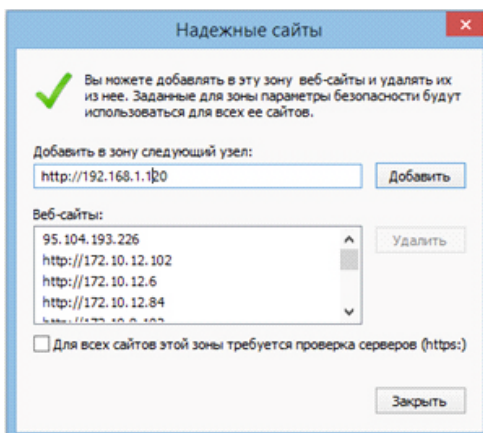 Надежные сайты
Вы можете добавлять в эту зону веб-сайты и удалять их
из нее. Заданные для зоны параметры безопасности будут
использоваться для всех ее сайтов.
Добавить в зону следующий узел:
http://192.168.1.120
Добавить
Веб-сайты:
95.104.193.226
Удалить
http://172.10.12.102
http://172.10.12.6
http://172.10.12.84
Для всех сайтов этой зоны требуется проверка серверов (https:)
Закрыть